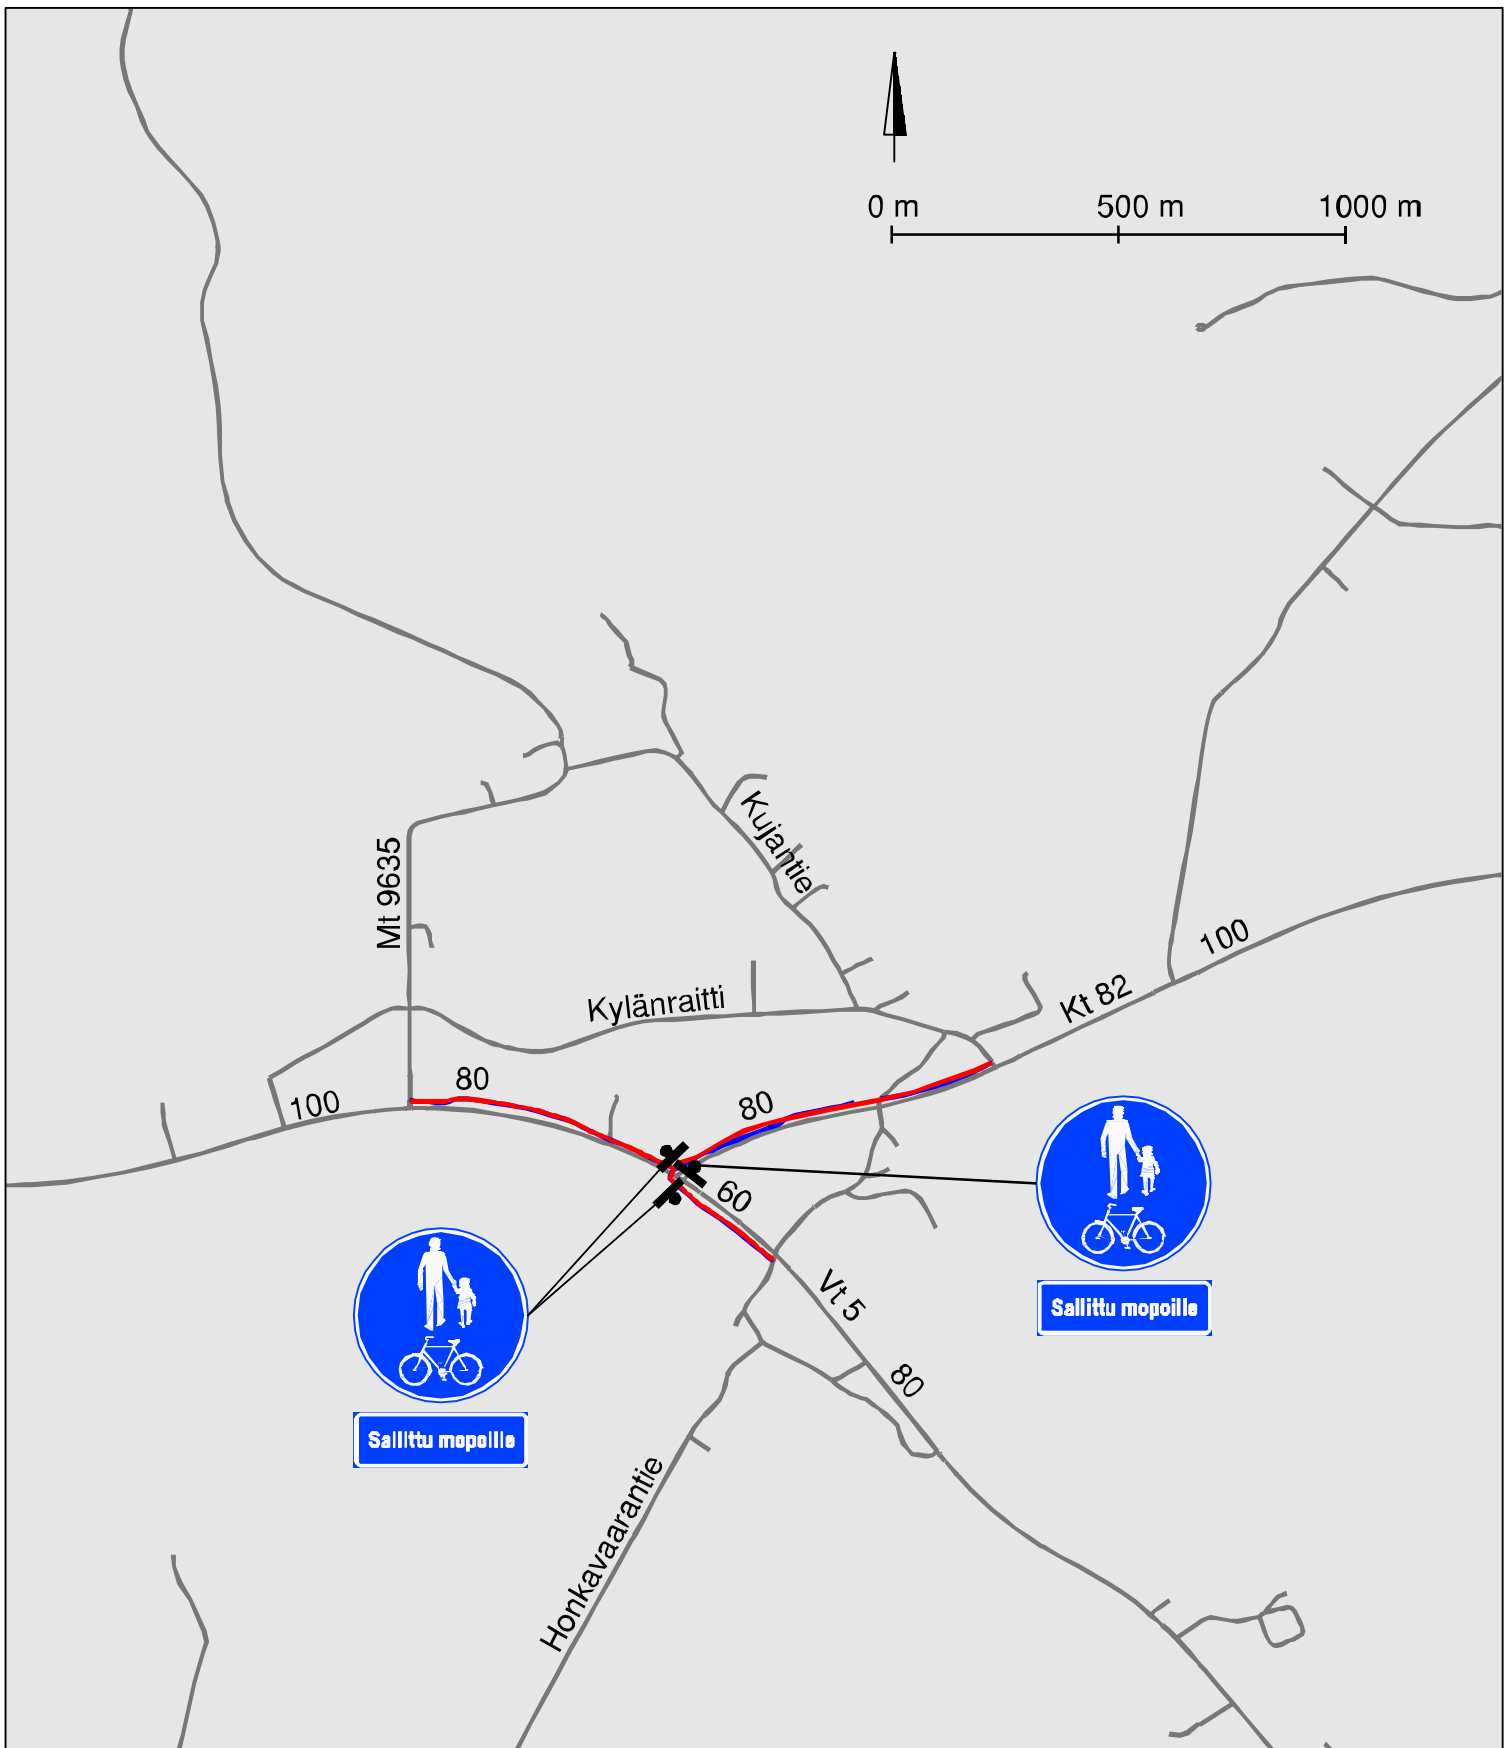 0 m 500 m 1000 m
Kujantie
Mt 9635
100
Kt 82
Kylänraitti
80
100
80
60
Vt 5
Sallittu mopoille
80
Sallittu mopoille
Honkavaarantie